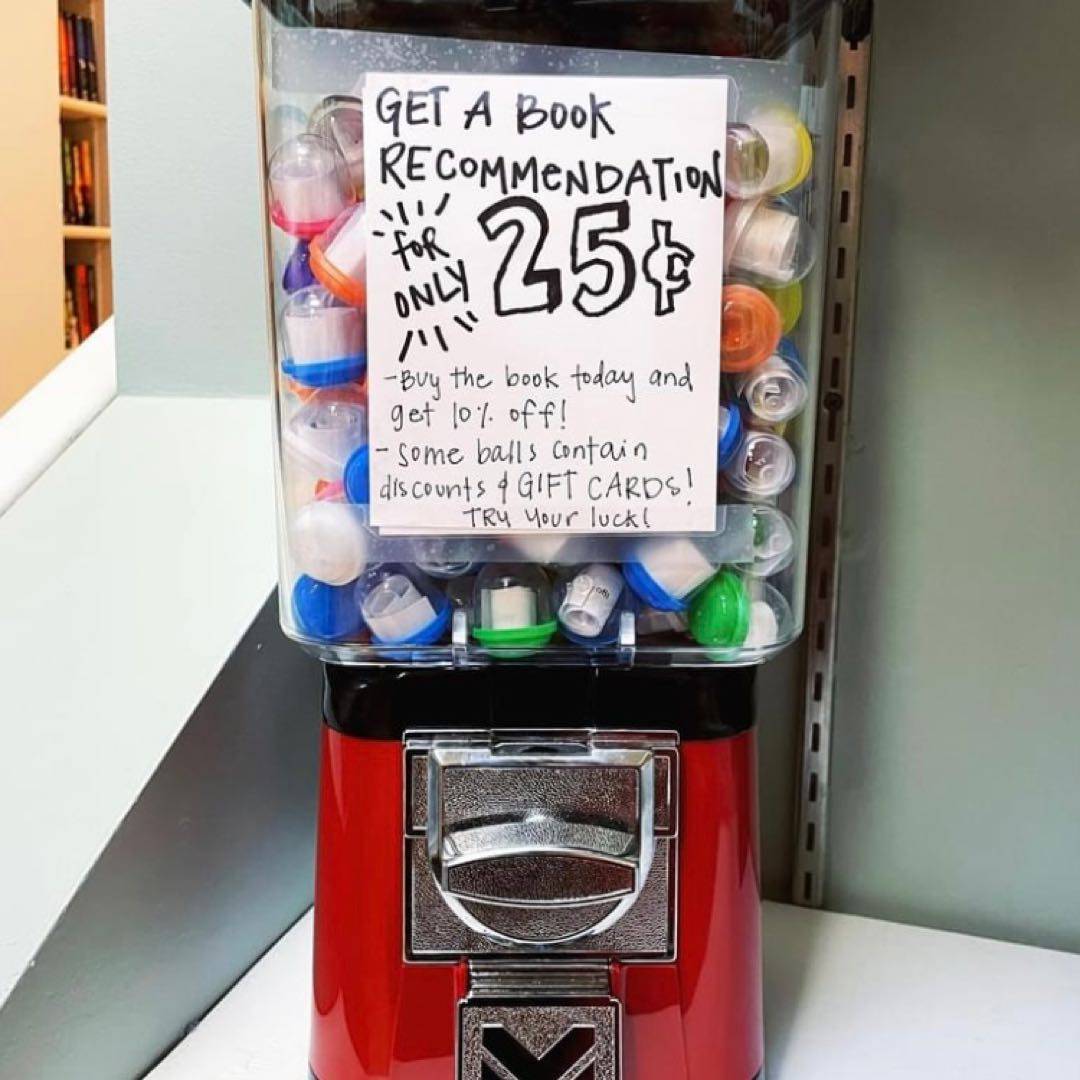 GET A BOOK
RECOMMENDATION
FOR
ONLY
25¢
-Buy the book today and
get 10% off!
- Some balls contain
discounts & GIFT CARDS!
TRY Your luck!